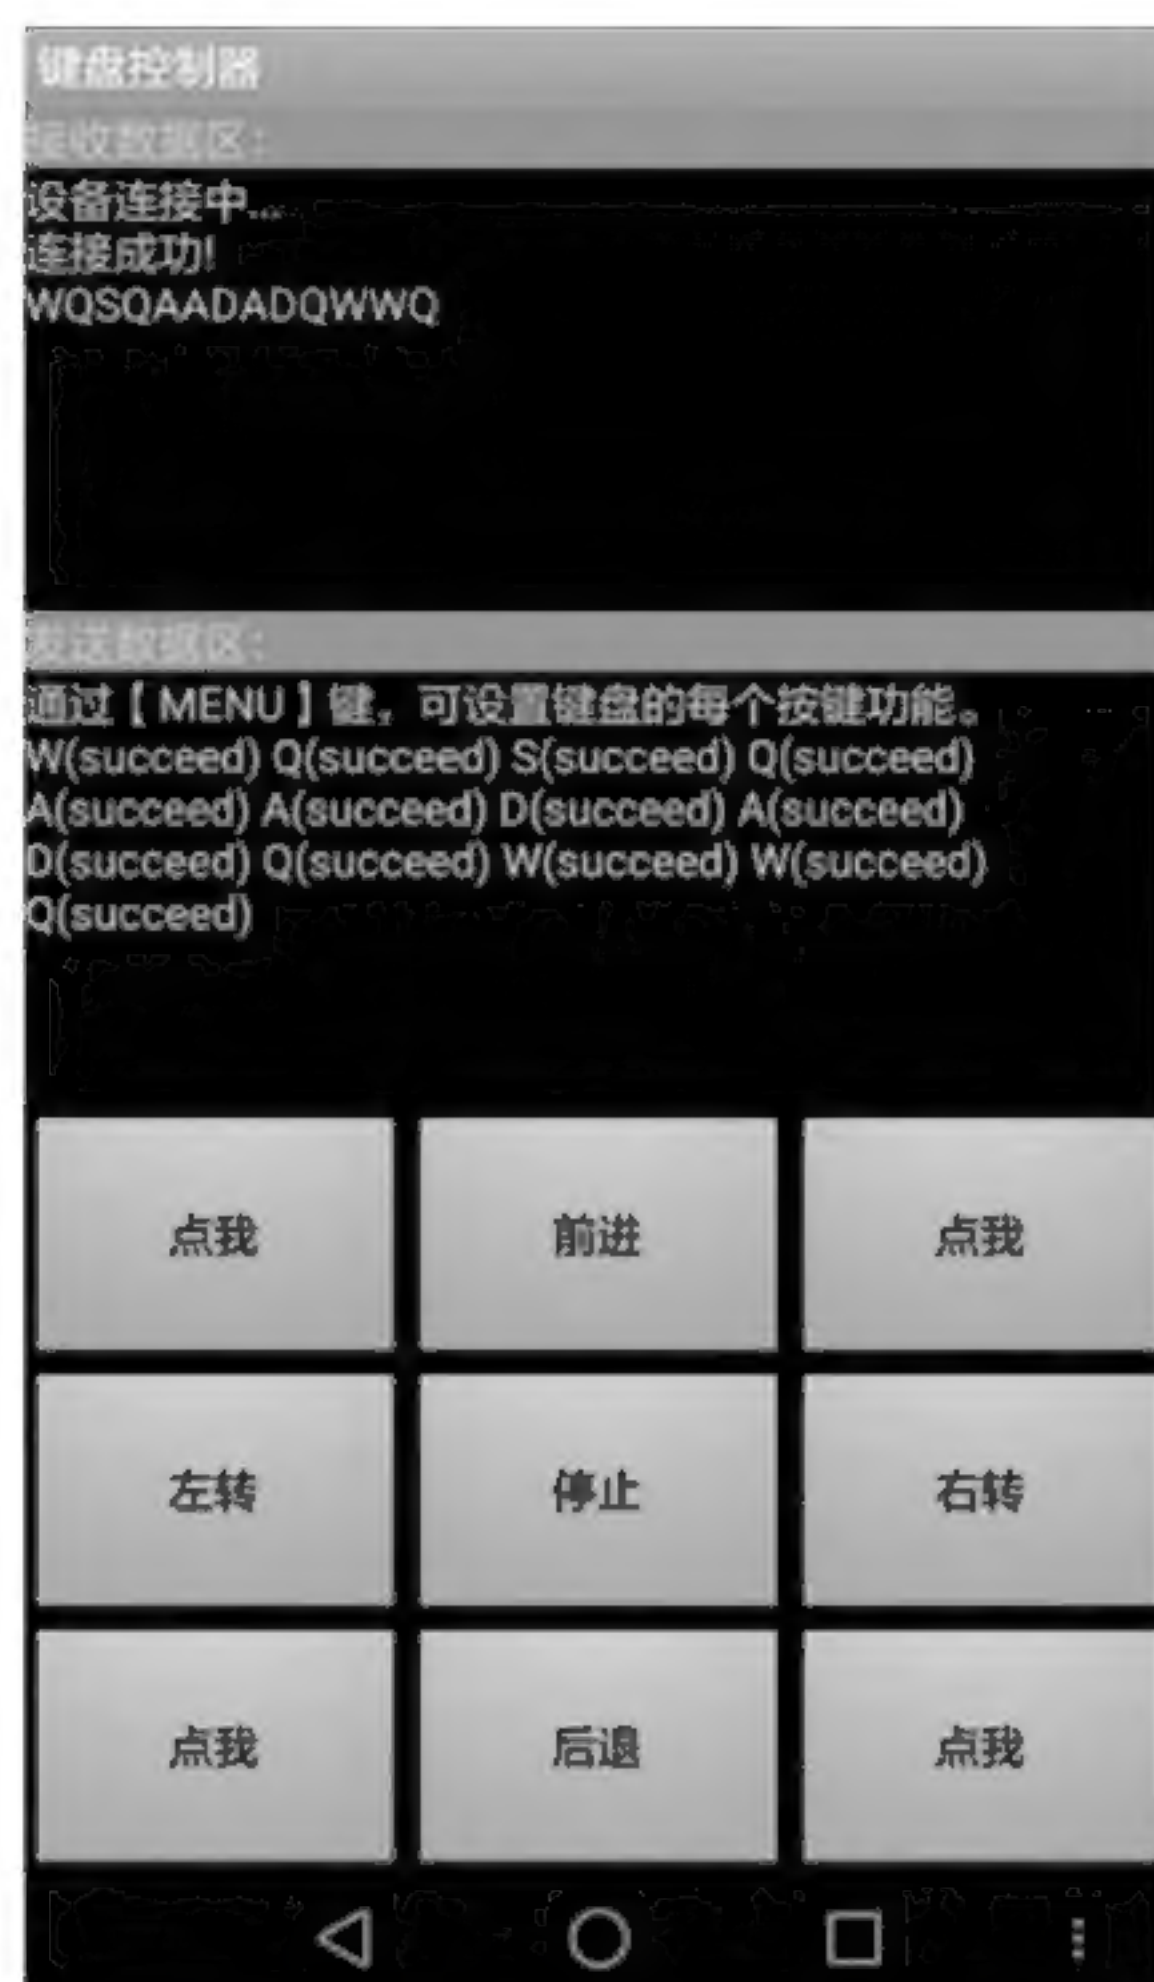 键盘控制器
接收数据区:
设备连接中...
连接成功!
WQSQAADADQWWQ
发送数据区:
通过【MENU】键，可设置键盘的每个按键功能。
W(succeed) Q(succeed) S(succeed) Q(succeed)
A(succeed) A(succeed) D(succeed) A(succeed)
D(succeed) Q(succeed) W(succeed) W(succeed)
Q(succeed)
点我 前进 点我
左转 停止 右转
点我 后退 点我